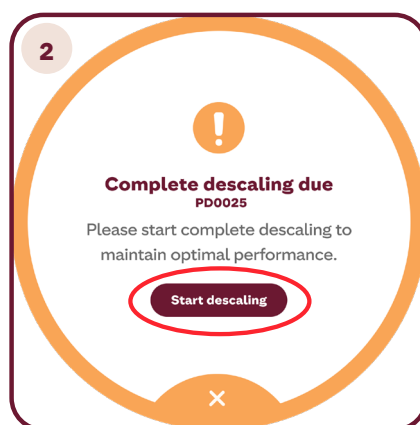 2
Complete descaling due
PD0025
Please start complete descaling to
maintain optimal performance.
Start descaling